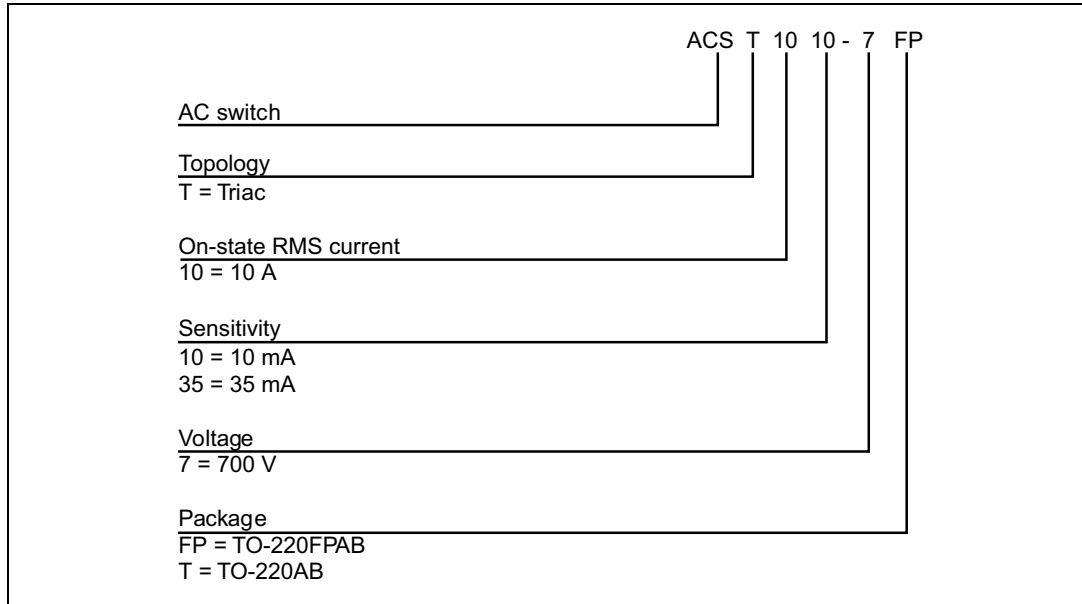 ACS T 10 10 - 7 FP
AC switch
Topology
T = Triac
On-state RMS current
10 = 10 A
Sensitivity
10 = 10 mA
35 = 35 mA
Voltage
7 = 700 V
Package
FP = TO-220FPAB
T = TO-220AB